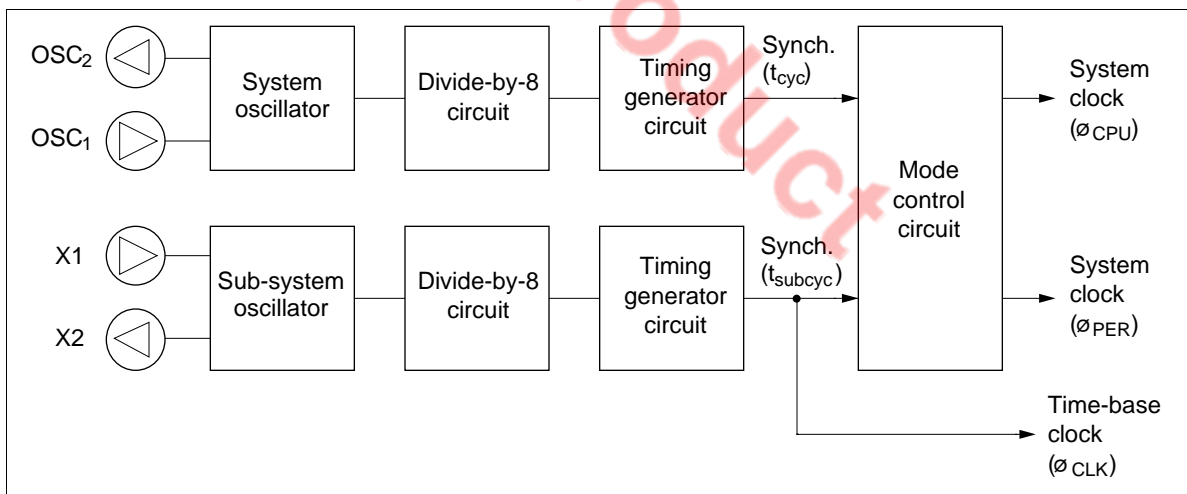 OSC2
OSC1
System
oscillator
Divide-by-8
circuit
Timing
generator
circuit
Synch.
(tcyc)
Mode
control
circuit
System
clock
(øCPU)
X1
X2
Sub-system
oscillator
Divide-by-8
circuit
Timing
generator
circuit
Synch.
(tsubcyc)
System
clock
(øPER)
Time-base
clock
(øCLK)
oduct